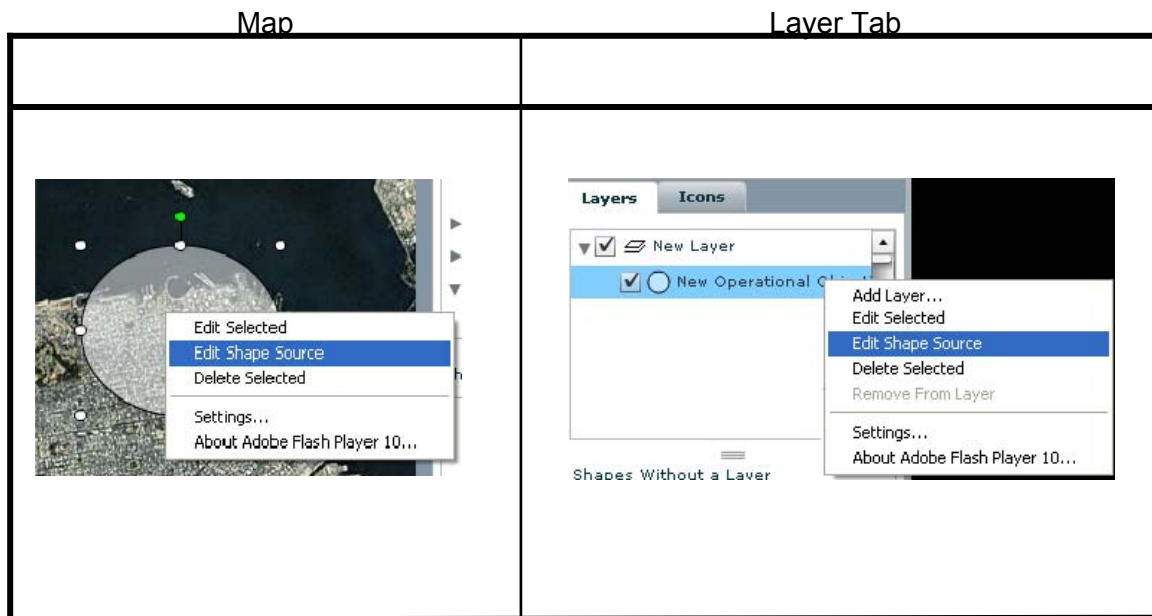 Map
Layer Tab
Edit Selected
Edit Shape Source
Delete Selected
Settings...
About Adobe Flash Player 10...
h
Layers
Icons
New Layer
New Operational
Add Layer...
Edit Selected
Edit Shape Source
Delete Selected
Remove From Layer
Settings...
About Adobe Flash Player 10...
Shapes Without a Layer